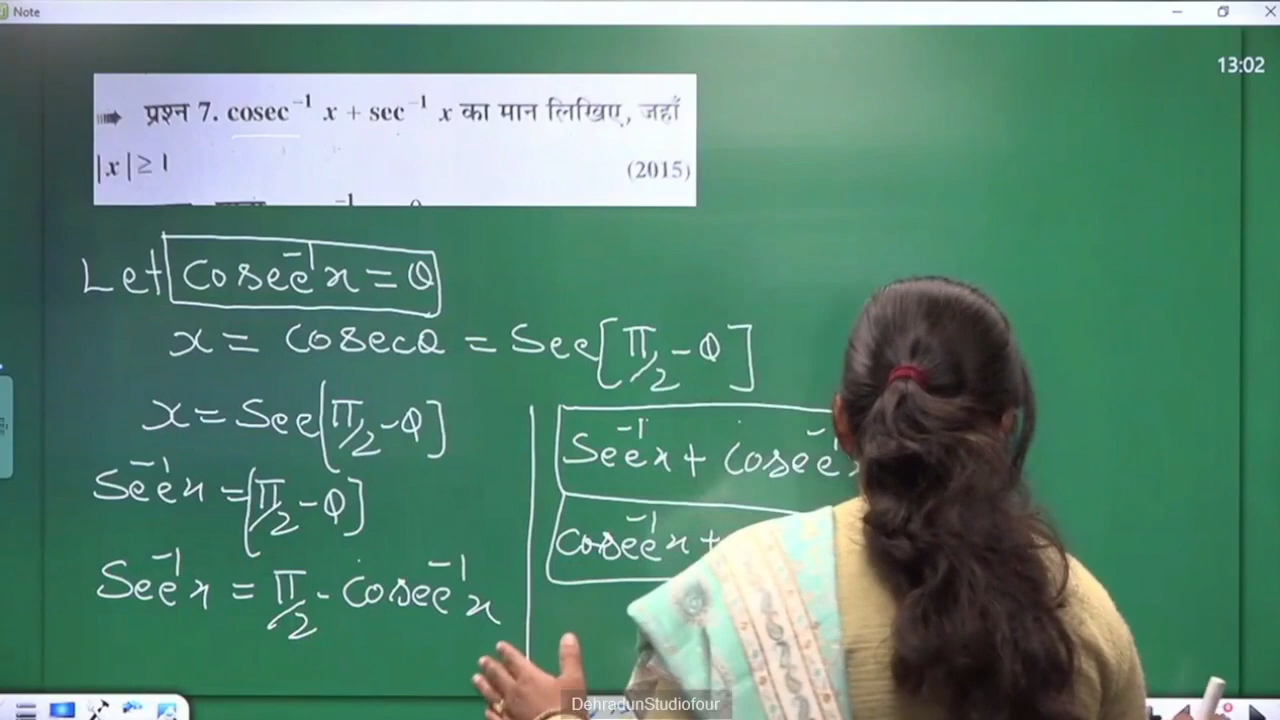 Note
13:02
प्रश्न 7. cosec⁻¹ x + sec⁻¹ x का मान लिखिए, जहाँ
|x| ≥ 1 (2015)
Let cosec⁻¹x = θ
x = cosecθ = sec[π/2 - θ]
x = sec[π/2 - θ]
sec⁻¹x = [π/2 - θ]
sec⁻¹x = π/2 - cosec⁻¹x
sec⁻¹x + cosec⁻¹
cosec⁻¹x +
DehradunStudiofour